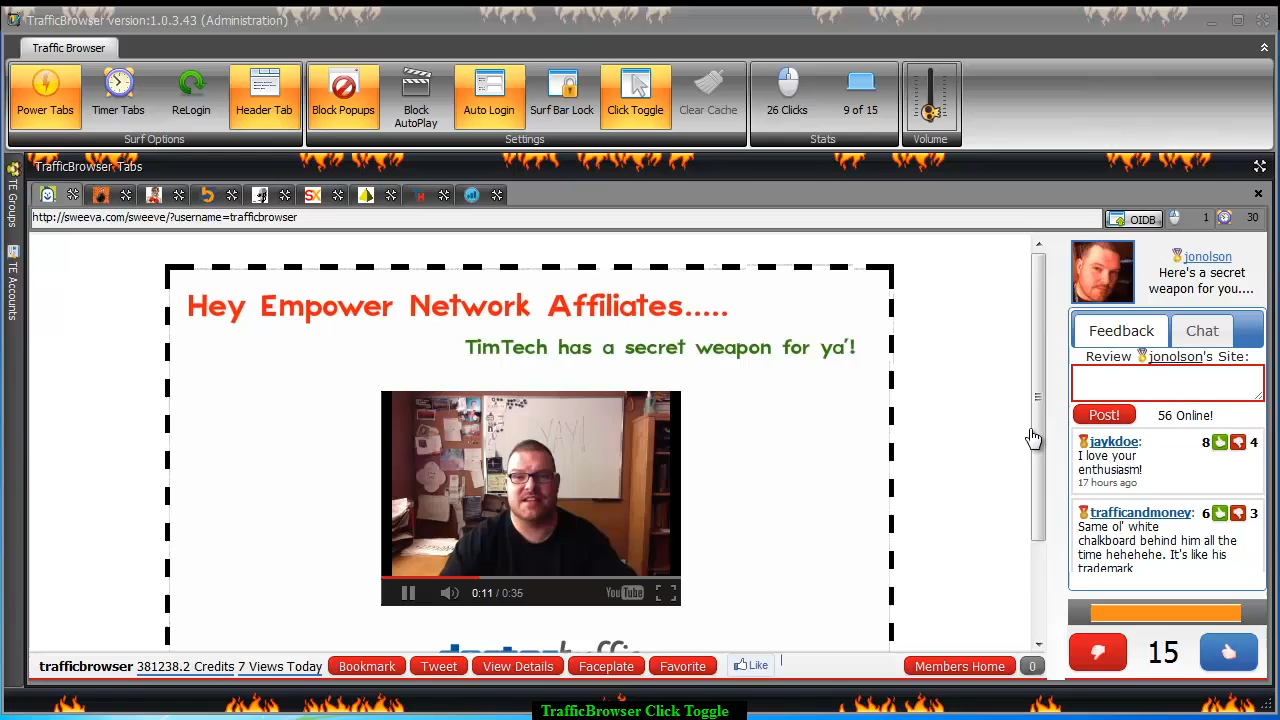 TrafficBrowser version:1.0.3.43 (Administration)
Traffic Browser
Power Tabs
Timer Tabs
ReLogin
Header Tab
Block Popups
Block AutoPlay
Auto Login
Surf Bar Lock
Click Toggle
Clear Cache
26 Clicks
9 of 15
Surf Options
Settings
Stats
Volume
TrafficBrowser Tabs
TE Groups
TE Accounts
SX
http://sweeva.com/sweeve/?username=trafficbrowser
OIDB
1
30
Hey Empower Network Affiliates.....
TimTech has a secret weapon for ya'!
YAY!
0:11 / 0:35
YouTube
jonolson
Here's a secret
weapon for you....
Feedback
Chat
Review jonolson's Site:
Post!
56 Online!
jaykdoe:
8
4
I love your
enthusiasm!
17 hours ago
trafficandmoney:
6
3
Same ol' white
chalkboard behind him all the
time hehehehe. It's like his
trademark
trafficbrowser 381238.2 Credits 7 Views Today
Bookmark
Tweet
View Details
Faceplate
Favorite
Like
Members Home
0
15
TrafficBrowser Click Toggle